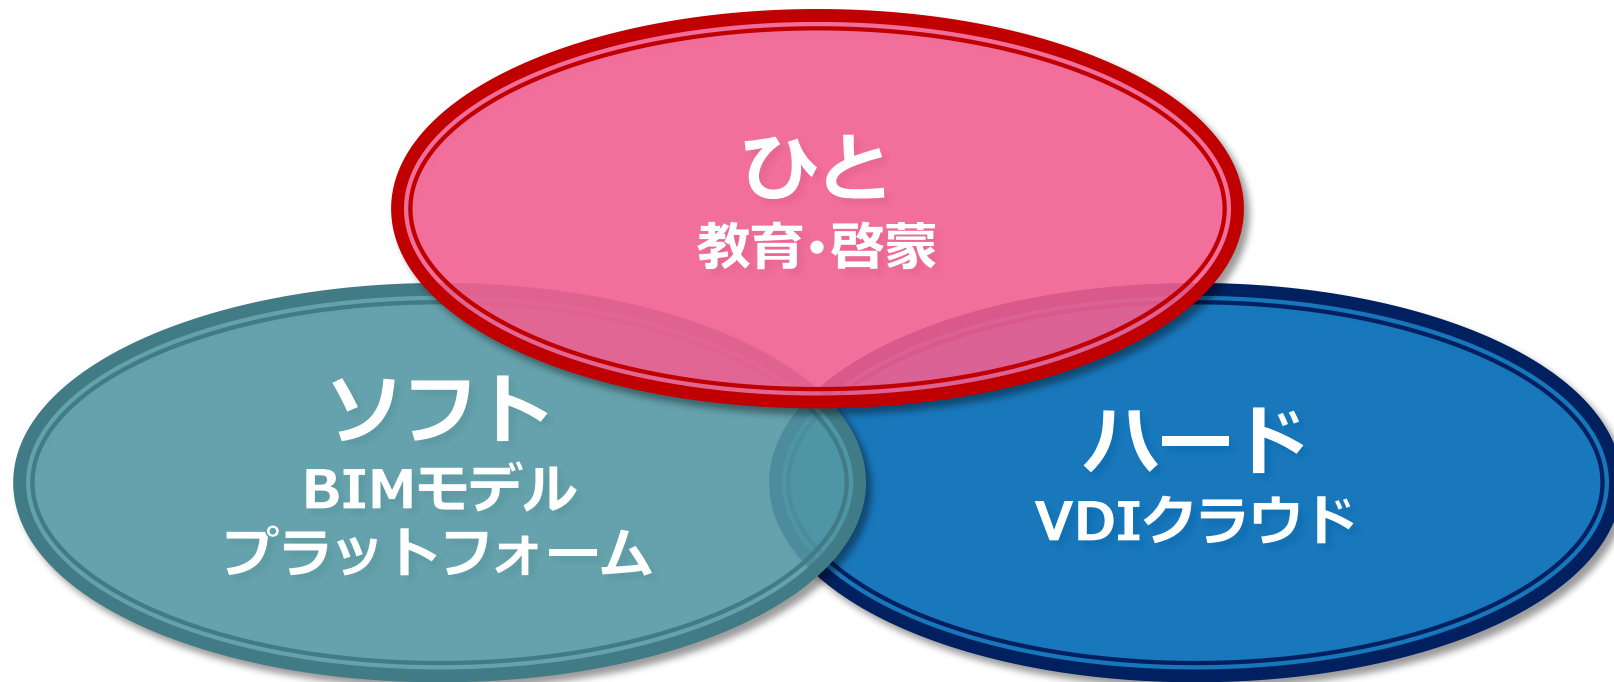 ひと
教育･啓蒙
ソフト
BIMモデル
プラットフォーム
ハード
VDIクラウド